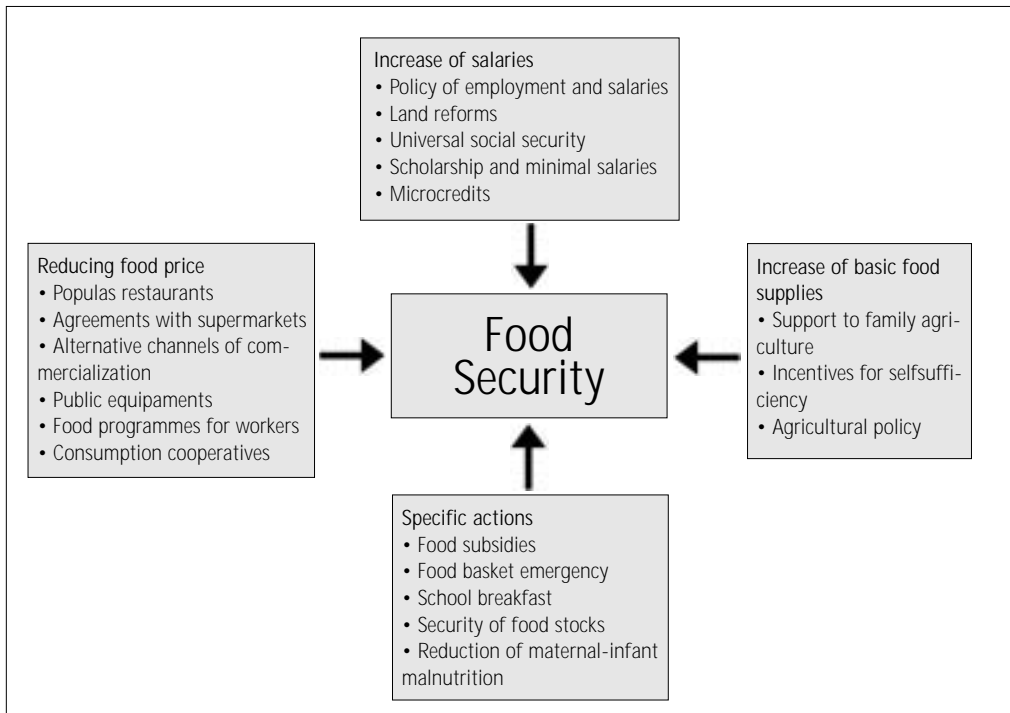 Increase of salaries
• Policy of employment and salaries
• Land reforms
• Universal social security
• Scholarship and minimal salaries
• Microcredits
Reducing food price
• Populas restaurants
• Agreements with supermarkets
• Alternative channels of com-
mercialization
• Public equipaments
• Food programmes for workers
• Consumption cooperatives
Food
Security
Increase of basic food
supplies
• Support to family agri-
culture
• Incentives for selfsuffi-
ciency
• Agricultural policy
Specific actions
• Food subsidies
• Food basket emergency
• School breakfast
• Security of food stocks
• Reduction of maternal-infant
malnutrition